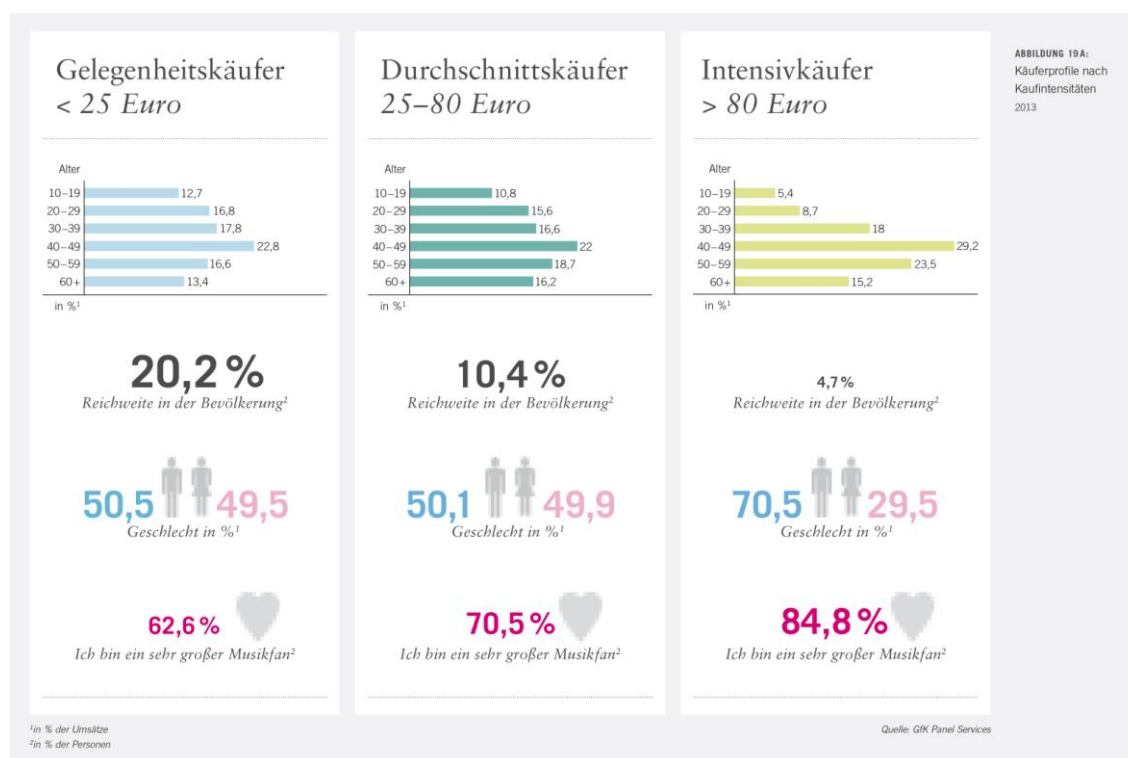 Gelegenheitskäufer
< 25 Euro
Alter
10–19 12,7
20–29 16,8
30–39 17,8
40–49 22,8
50–59 16,6
60+ 13,4
in %¹
20,2 %
Reichweite in der Bevölkerung²
50,5 49,5
Geschlecht in %¹
62,6 %
Ich bin ein sehr großer Musikfan²
Durchschnittskäufer
25–80 Euro
Alter
10–19 10,8
20–29 15,6
30–39 16,6
40–49 22
50–59 18,7
60+ 16,2
in %¹
10,4 %
Reichweite in der Bevölkerung²
50,1 49,9
Geschlecht in %¹
70,5 %
Ich bin ein sehr großer Musikfan²
Intensivkäufer
> 80 Euro
Alter
10–19 5,4
20–29 8,7
30–39 18
40–49 29,2
50–59 23,5
60+ 15,2
in %¹
4,7 %
Reichweite in der Bevölkerung²
70,5 29,5
Geschlecht in %¹
84,8 %
Ich bin ein sehr großer Musikfan²
ABBILDUNG 19A:
Käuferprofile nach
Kaufintensitäten
2013
¹in % der Umsätze
²in % der Personen
Quelle: GfK Panel Services